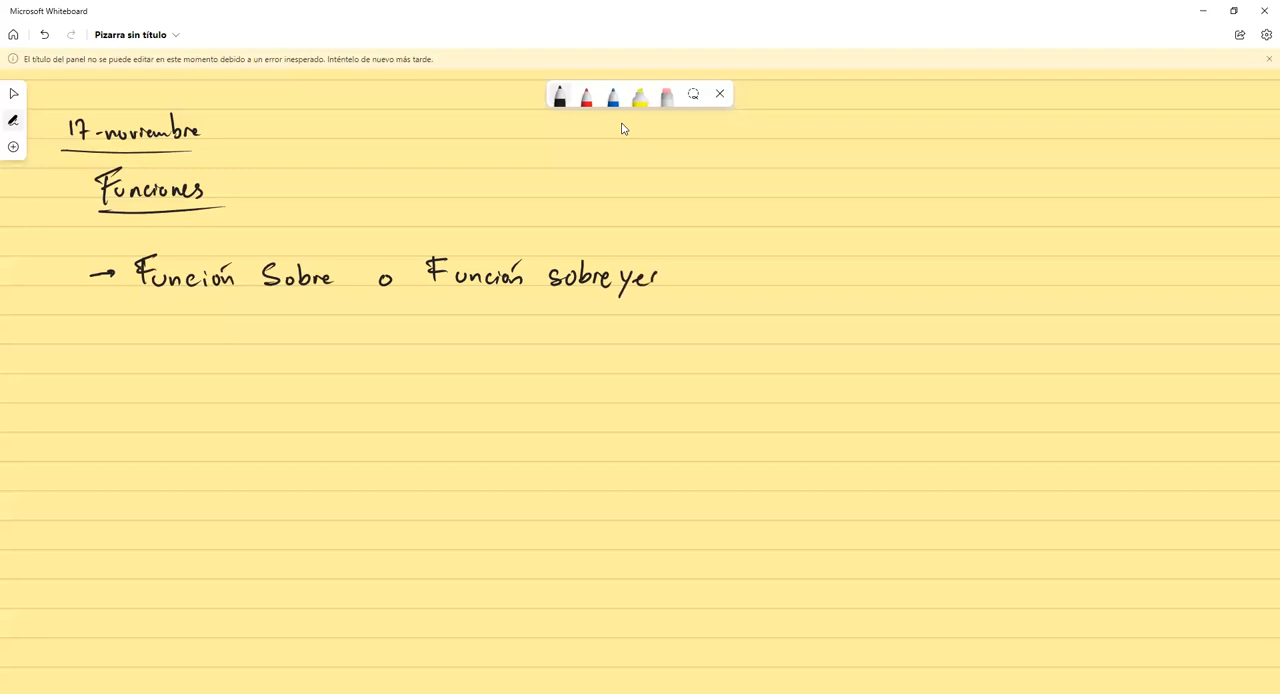 Microsoft Whiteboard
Pizarra sin título
El título del panel no se puede editar en este momento debido a un error inesperado. Inténtelo de nuevo más tarde.
17-noviembre
Funciones
→ Función Sobre o Función sobreyer